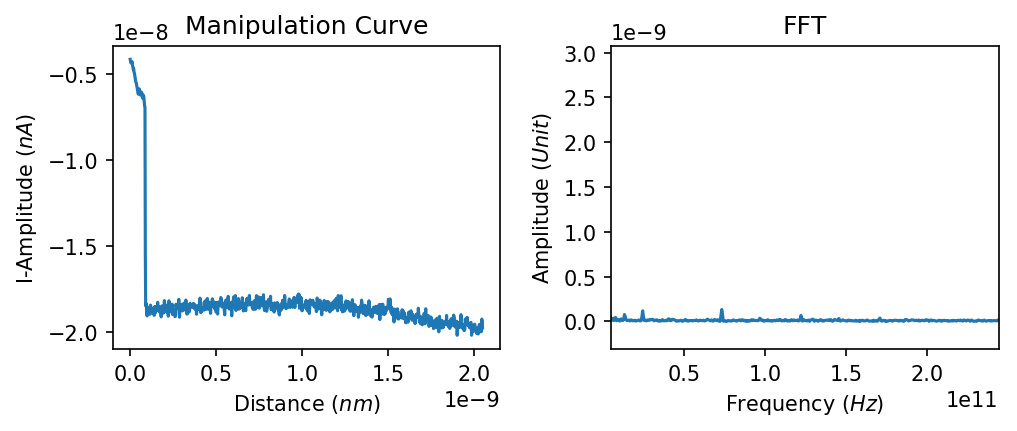 Manipulation Curve
1e−8
−0.5
−1.0
−1.5
−2.0
I-Amplitude (nA)
0.0 0.5 1.0 1.5 2.0
1e−9
Distance (nm)
FFT
1e−9
3.0
2.5
2.0
1.5
1.0
0.5
0.0
Amplitude (Unit)
0.5 1.0 1.5 2.0
1e11
Frequency (Hz)